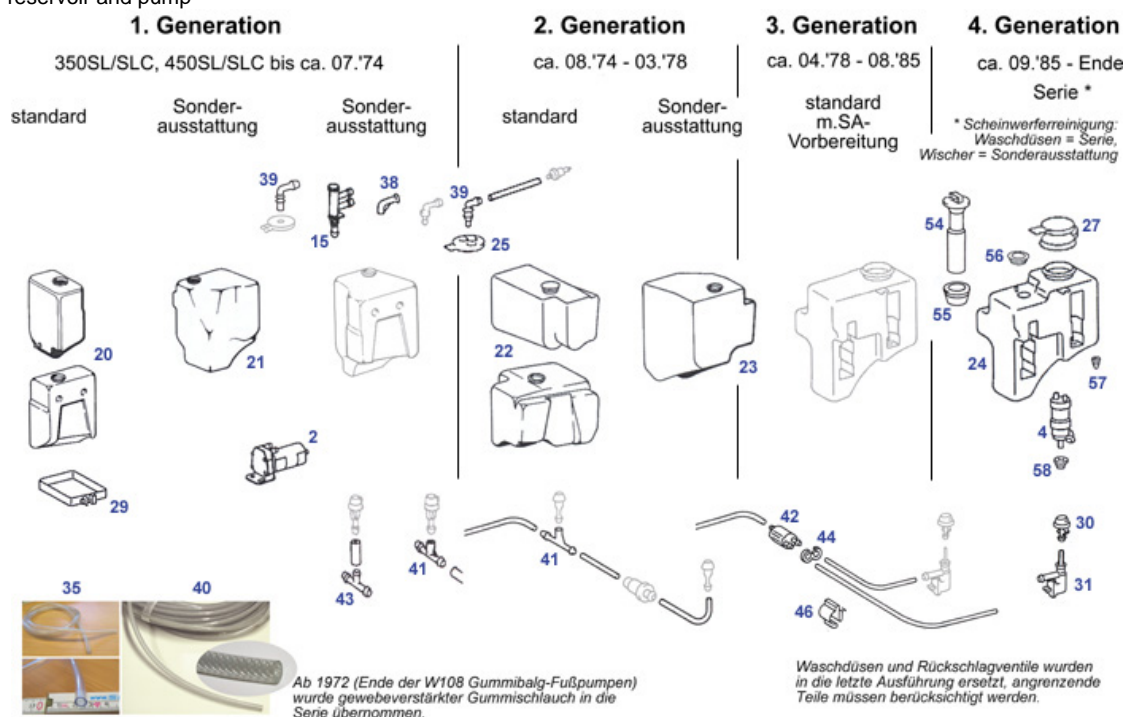 reservoir and pump
1. Generation
2. Generation
3. Generation
4. Generation
350SL/SLC, 450SL/SLC bis ca. 07.'74
ca. 08.'74 - 03.'78
ca. 04.'78 - 08.'85
ca. 09.'85 - Ende
standard
Sonder-
ausstattung
Sonder-
ausstattung
standard
Sonder-
ausstattung
standard
m.SA-
Vorbereitung
Serie *
* Scheinwerferreinigung:
Waschdüsen = Serie,
Wischer = Sonderausstattung
39
15
38
39
25
54
27
56
55
20
21
22
23
24
57
2
4
58
29
42
44
30
41
41
43
46
31
35
40
Ab 1972 (Ende der W108 Gummibalg-Fußpumpen)
wurde gewebeverstärkter Gummischlauch in die
Serie übernommen.
Waschdüsen und Rückschlagventile wurden
in die letzte Ausführung ersetzt, angrenzende
Teile müssen berücksichtigt werden.